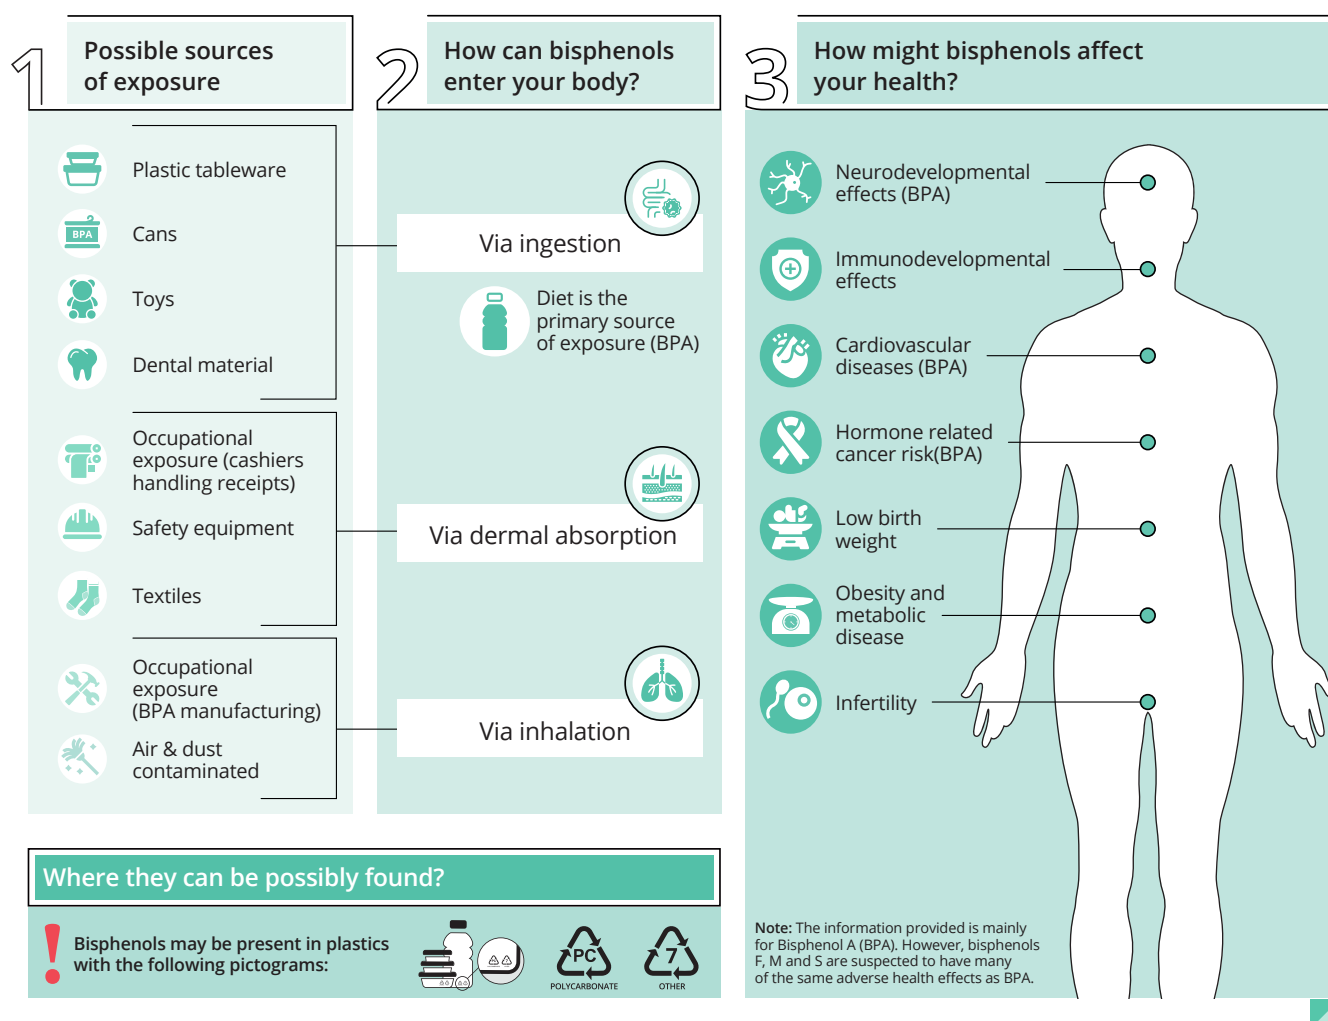 1
Possible sources
of exposure
Plastic tableware
BPA
Cans
Toys
Dental material
Occupational
exposure (cashiers
handling receipts)
Safety equipment
Textiles
Occupational
exposure
(BPA manufacturing)
Air & dust
contaminated
2
How can bisphenols
enter your body?
Via ingestion
Diet is the
primary source
of exposure (BPA)
Via dermal absorption
Via inhalation
3
How might bisphenols affect
your health?
Neurodevelopmental
effects (BPA)
Immunodevelopmental
effects
Cardiovascular
diseases (BPA)
Hormone related
cancer risk(BPA)
Low birth
weight
Obesity and
metabolic
disease
Infertility
Note: The information provided is mainly
for Bisphenol A (BPA). However, bisphenols
F, M and S are suspected to have many
of the same adverse health effects as BPA.
Where they can be possibly found?
Bisphenols may be present in plastics
with the following pictograms:
PC
POLYCARBONATE
7
OTHER